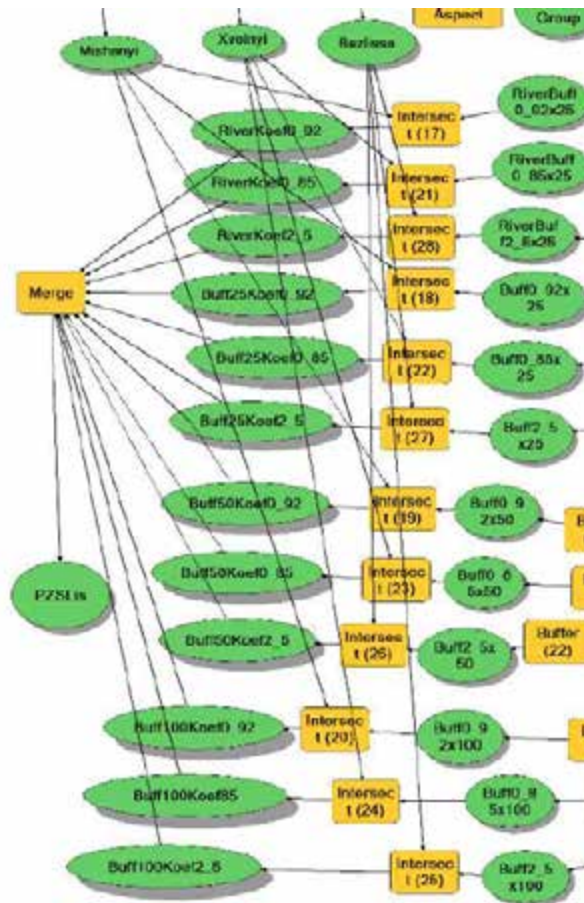 Aspect
Group
Mishanyi
Xvoinyi
RiverBuff
0_92x25
Intersec
t (17)
RiverKoef0_92
RiverBuff
0_85x25
Intersec
t (21)
RiverKoef0_85
RiverBuf
f2_5x25
Intersec
t (28)
RiverKoef2_5
Merge
Intersec
t (18)
Buff25Koef0_92
Buff0_92x
25
Buff25Koef0_85
Intersec
t (22)
Buff0_85x
25
Buff25Koef2_5
Intersec
t (27)
Buff2_5
x25
Buff50Koef0_92
Intersec
t (19)
Buff0_9
2x50
PZSLis
Buff50Koef0_85
Intersec
t (23)
Buff0_8
5x50
Buff50Koef2_5
Intersec
t (26)
Buff2_5x
50
Buffer
(22)
Buff100Koef0_92
Intersec
t (20)
Buff0_9
2x100
Buff100Koef85
Intersec
t (24)
Buff0_8
5x100
Buff100Koef2_5
Intersec
t (25)
Buff2_5
x100